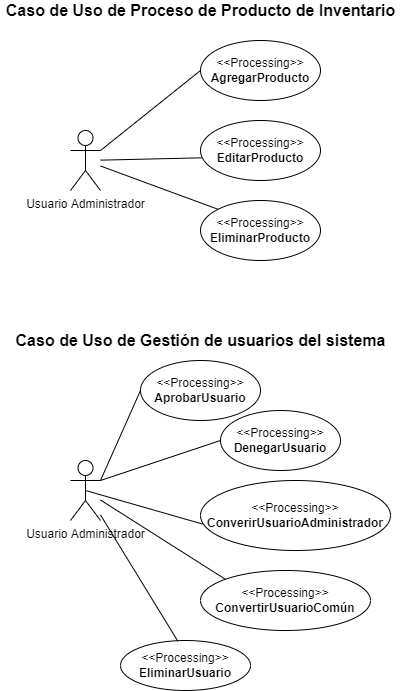 Caso de Uso de Proceso de Producto de Inventario
<<Processing>>
AgregarProducto
<<Processing>>
EditarProducto
Usuario Administrador
<<Processing>>
EliminarProducto
Caso de Uso de Gestión de usuarios del sistema
<<Processing>>
AprobarUsuario
<<Processing>>
DenegarUsuario
<<Processing>>
ConverirUsuarioAdministrador
Usuario Administrador
<<Processing>>
ConvertirUsuarioComún
<<Processing>>
EliminarUsuario